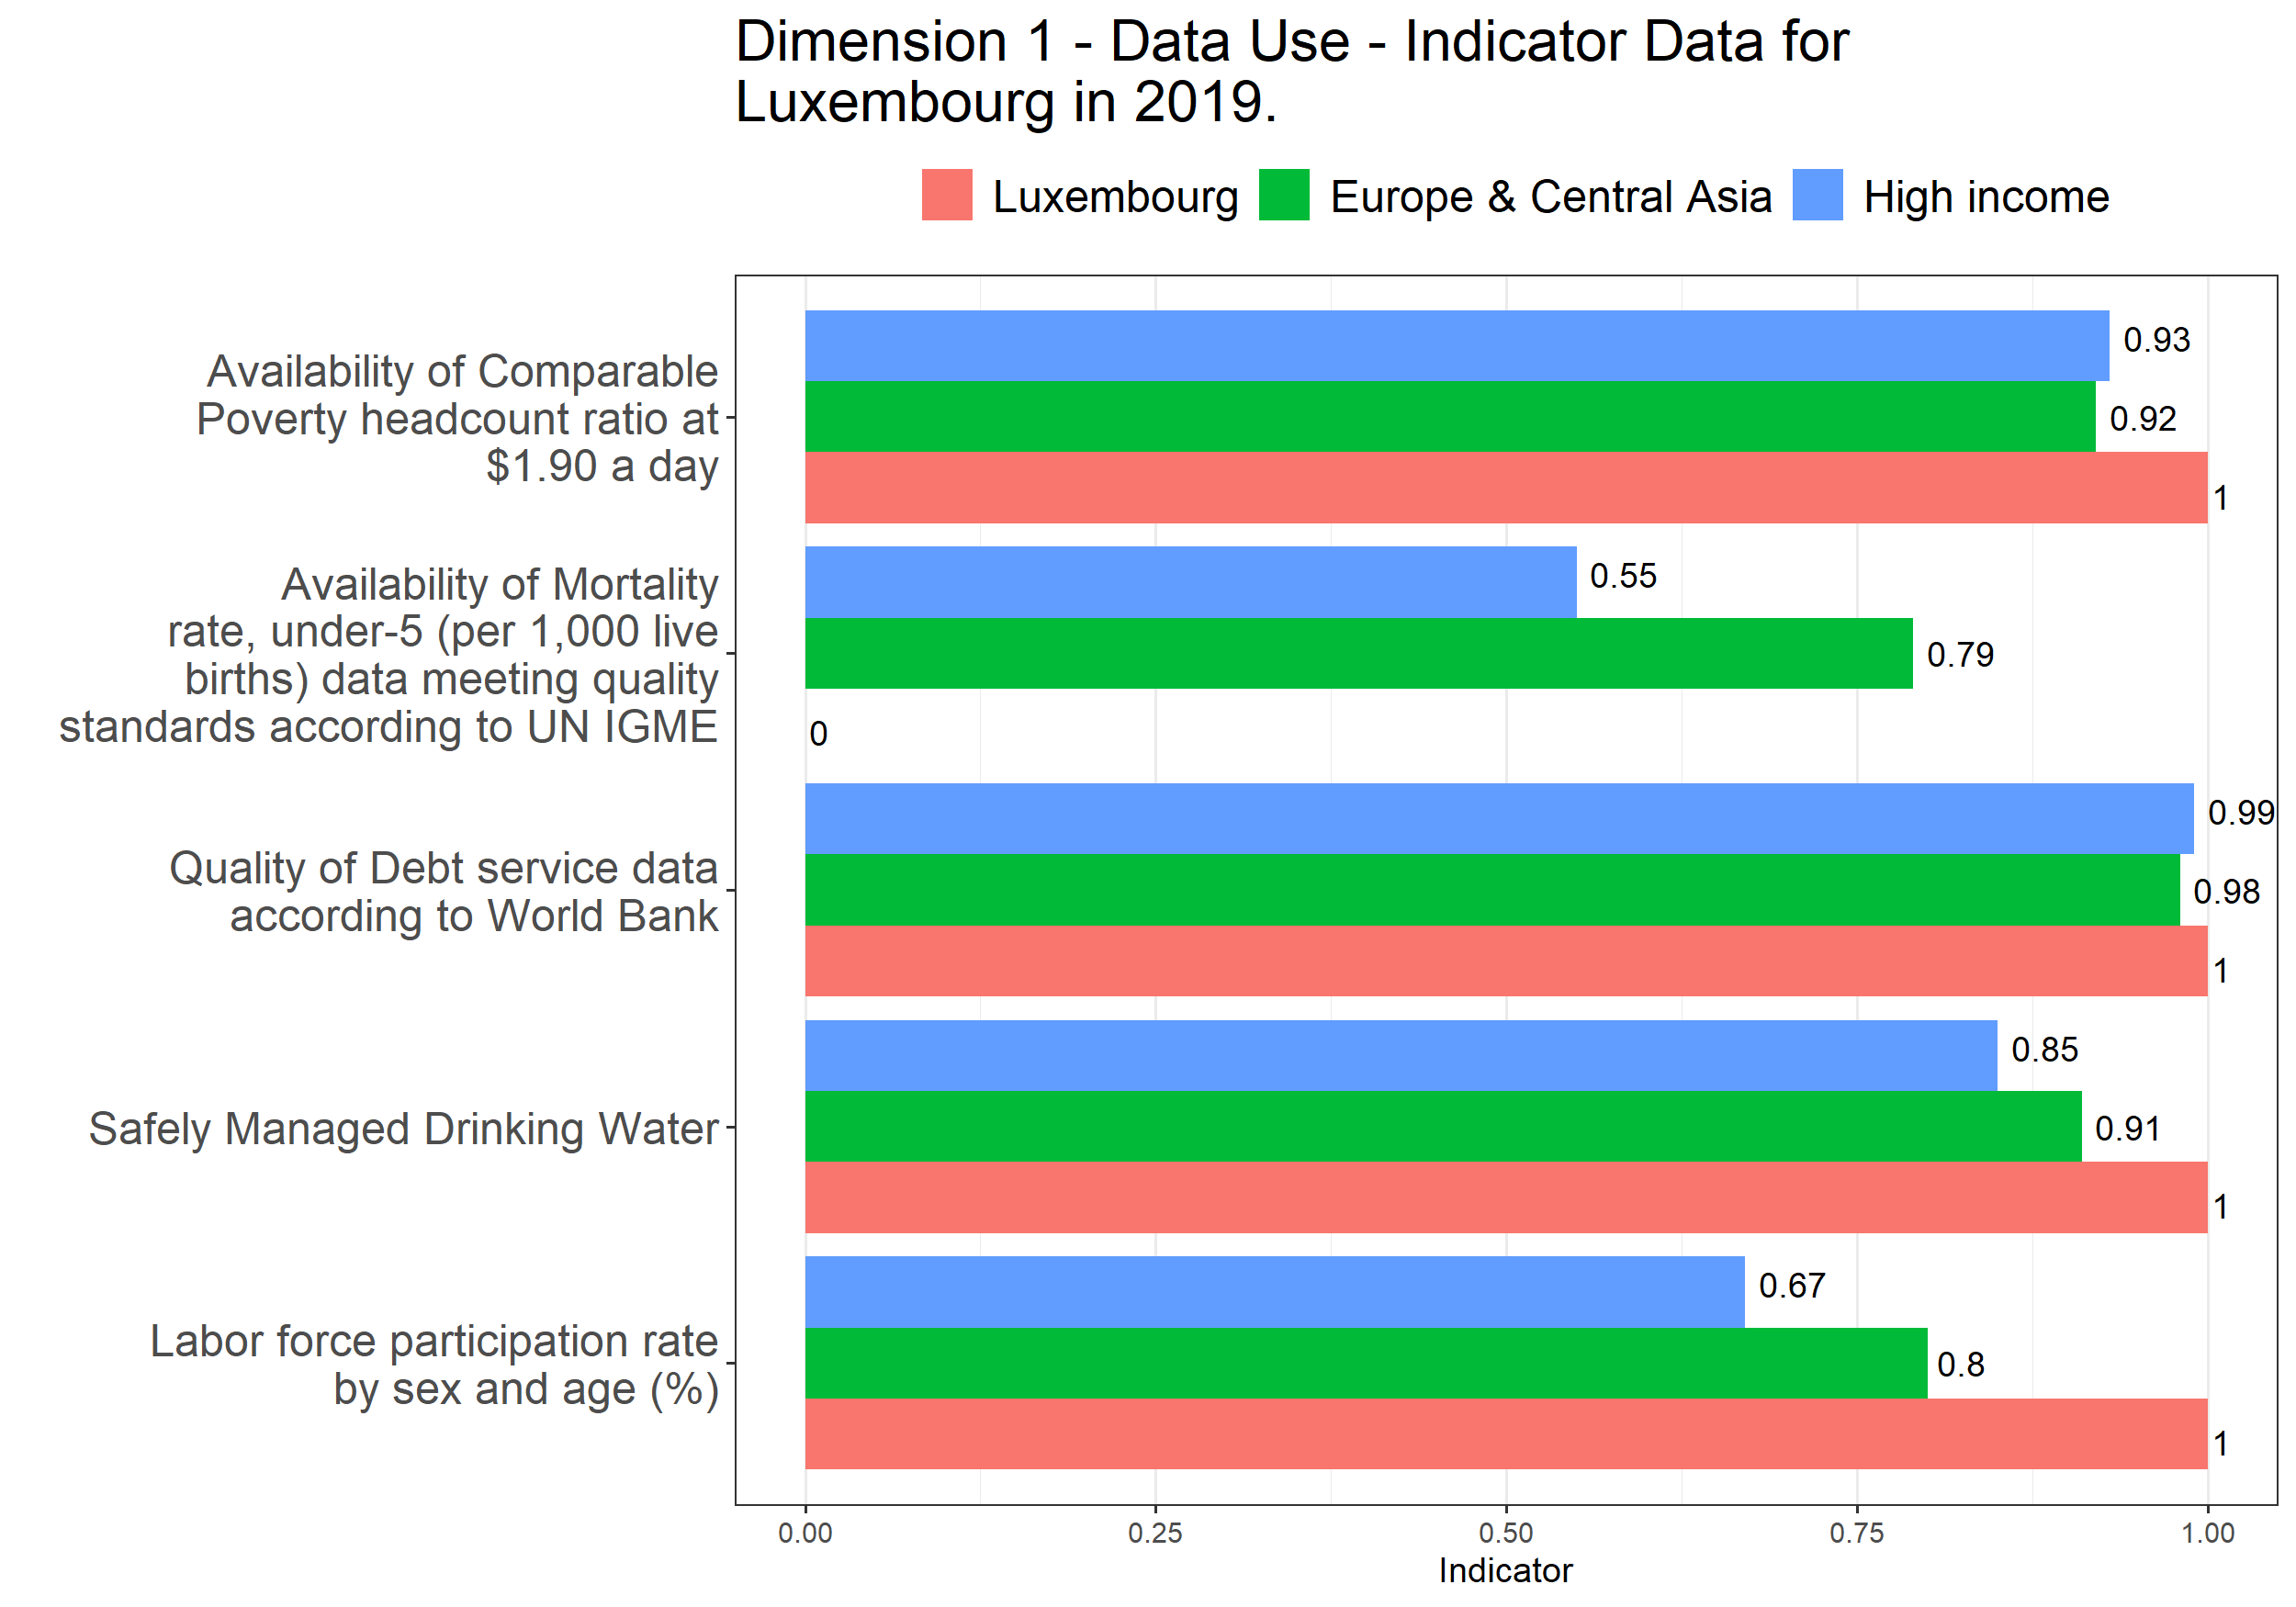 Dimension 1 - Data Use - Indicator Data for
Luxembourg in 2019.
Luxembourg Europe & Central Asia High income
Availability of Comparable
Poverty headcount ratio at
$1.90 a day
0.93
0.92
1
Availability of Mortality
rate, under-5 (per 1,000 live
births) data meeting quality
standards according to UN IGME
0.55
0.79
0
Quality of Debt service data
according to World Bank
0.99
0.98
1
Safely Managed Drinking Water
0.85
0.91
1
Labor force participation rate
by sex and age (%)
0.67
0.8
1
0.00 0.25 0.50 0.75 1.00
Indicator